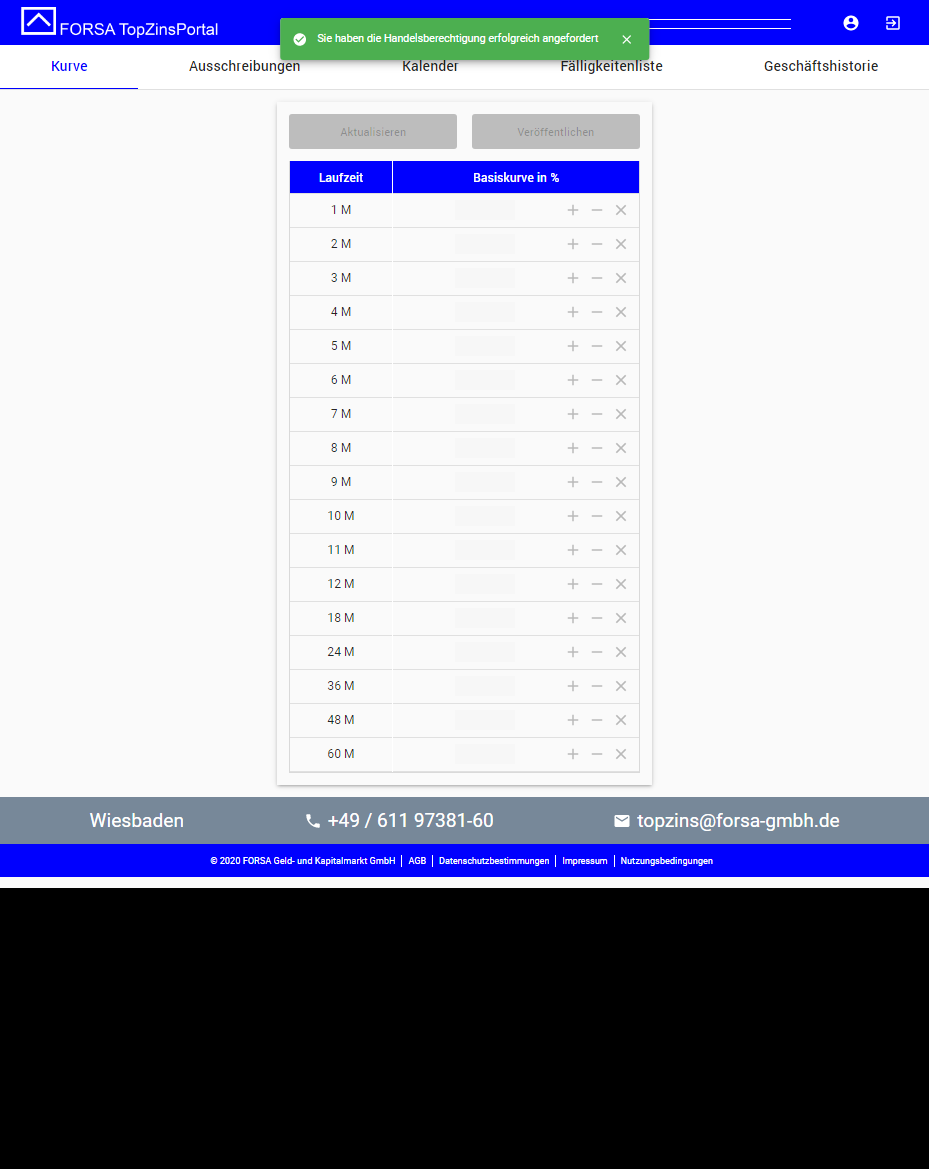 FORSA TopZinsPortal
Sie haben die Handelsberechtigung erfolgreich angefordert
Kurve Ausschreibungen Kalender Fälligkeitenliste Geschäftshistorie
Aktualisieren Veröffentlichen
Laufzeit Basiskurve in %
1 M
2 M
3 M
4 M
5 M
6 M
7 M
8 M
9 M
10 M
11 M
12 M
18 M
24 M
36 M
48 M
60 M
Wiesbaden +49 / 611 97381-60 topzins@forsa-gmbh.de
© 2020 FORSA Geld- und Kapitalmarkt GmbH | AGB | Datenschutzbestimmungen | Impressum | Nutzungsbedingungen